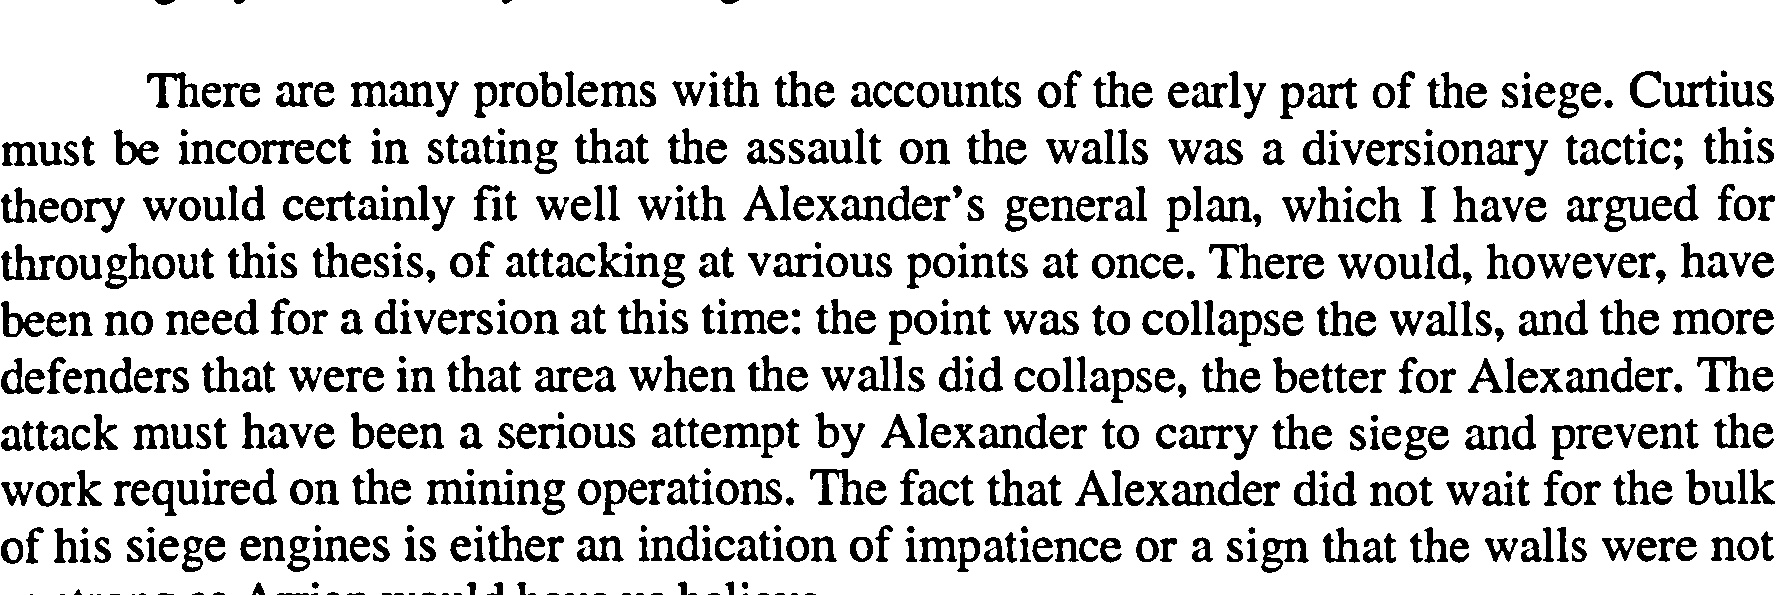 There are many problems with the accounts of the early part of the siege. Curtius
must be incorrect in stating that the assault on the walls was a diversionary tactic; this
theory would certainly fit well with Alexander's general plan, which I have argued for
throughout this thesis, of attacking at various points at once. There would, however, have
been no need for a diversion at this time: the point was to collapse the walls, and the more
defenders that were in that area when the walls did collapse, the better for Alexander. The
attack must have been a serious attempt by Alexander to carry the siege and prevent the
work required on the mining operations. The fact that Alexander did not wait for the bulk
of his siege engines is either an indication of impatience or a sign that the walls were not
as Arrian would have us believe